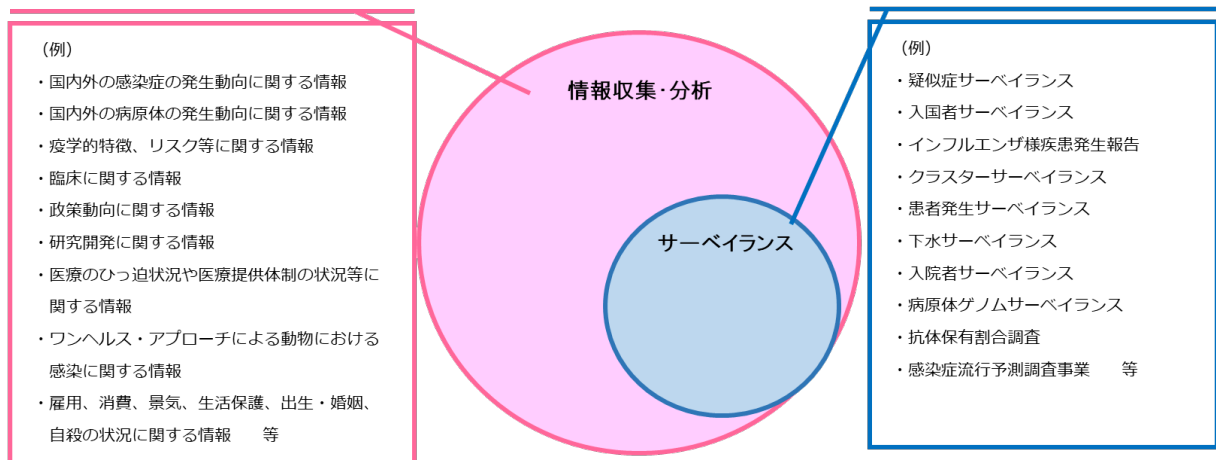 （例）
・国内外の感染症の発生動向に関する情報
・国内外の病原体の発生動向に関する情報
・疫学的特徴、リスク等に関する情報
・臨床に関する情報
・政策動向に関する情報
・研究開発に関する情報
・医療のひっ迫状況や医療提供体制の状況等に
関する情報
・ワンヘルス・アプローチによる動物における
感染に関する情報
・雇用、消費、景気、生活保護、出生・婚姻、
自殺の状況に関する情報　　等
情報収集・分析
サーベイランス
（例）
・疑似症サーベイランス
・入国者サーベイランス
・インフルエンザ様疾患発生報告
・クラスターサーベイランス
・患者発生サーベイランス
・下水サーベイランス
・入院者サーベイランス
・病原体ゲノムサーベイランス
・抗体保有割合調査
・感染症流行予測調査事業　　等